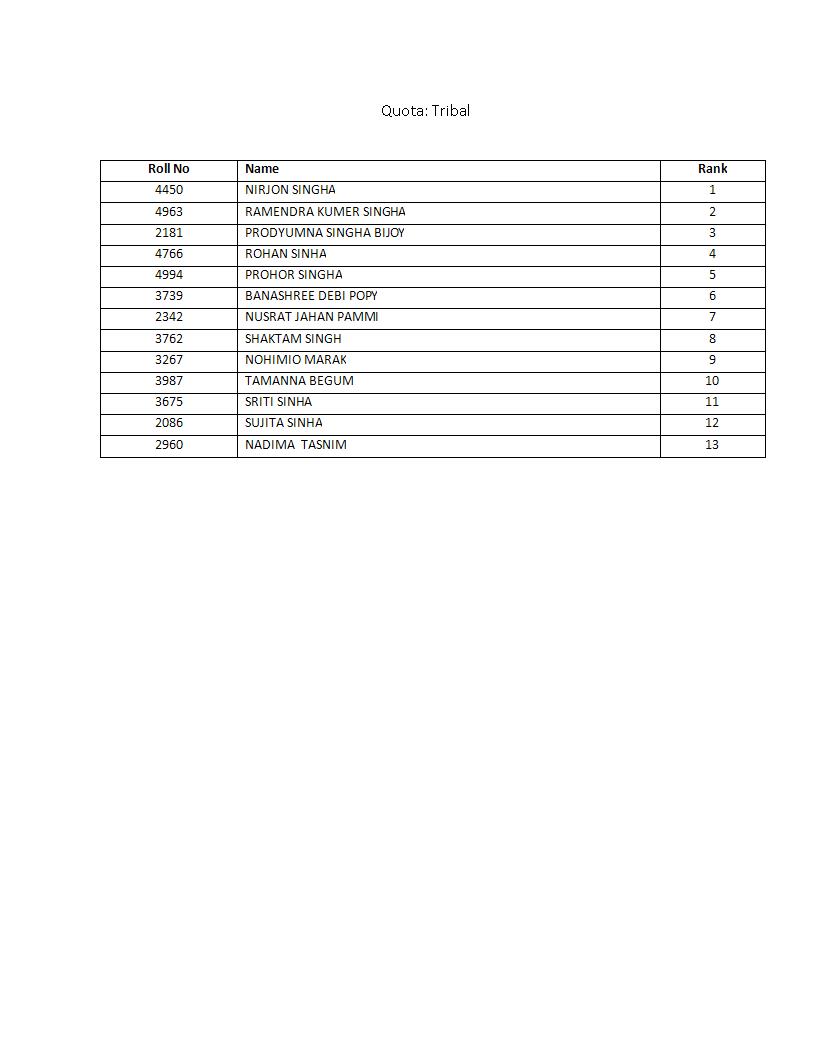 Quota: Tribal
Roll No Name Rank
4450 NIRJON SINGHA 1
4963 RAMENDRA KUMER SINGHA 2
2181 PRODYUMNA SINGHA BIJOY 3
4766 ROHAN SINHA 4
4994 PROHOR SINGHA 5
3739 BANASHREE DEBI POPY 6
2342 NUSRAT JAHAN PAMMI 7
3762 SHAKTAM SINGH 8
3267 NOHIMIO MARAK 9
3987 TAMANNA BEGUM 10
3675 SRITI SINHA 11
2086 SUJITA SINHA 12
2960 NADIMA  TASNIM 13